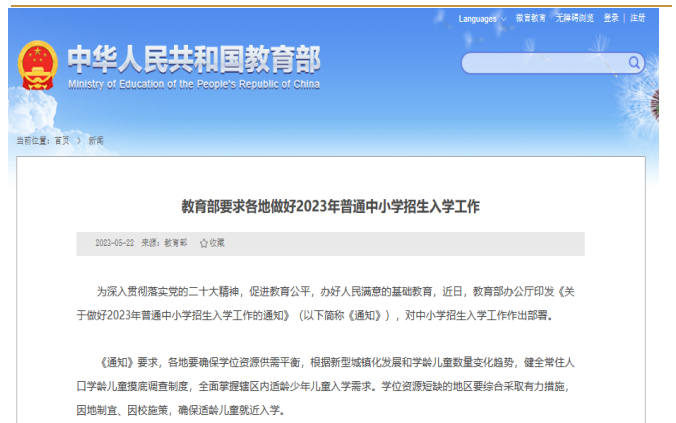 Languages 微言教育 无障碍浏览 登录 | 注册
中华人民共和国教育部
Ministry of Education of the People's Republic of China
当前位置：首页 > 新闻
教育部要求各地做好2023年普通中小学招生入学工作
2023-05-22 来源：教育部 ☆收藏
为深入贯彻落实党的二十大精神，促进教育公平，办好人民满意的基础教育，近日，教育部办公厅印发《关
于做好2023年普通中小学招生入学工作的通知》（以下简称《通知》），对中小学招生入学工作作出部署。
《通知》要求，各地要确保学位资源供需平衡，根据新型城镇化发展和学龄儿童数量变化趋势，健全常住人
口学龄儿童摸底调查制度，全面掌握辖区内适龄少年儿童入学需求。学位资源短缺的地区要综合采取有力措施，
因地制宜、因校施策，确保适龄儿童就近入学。